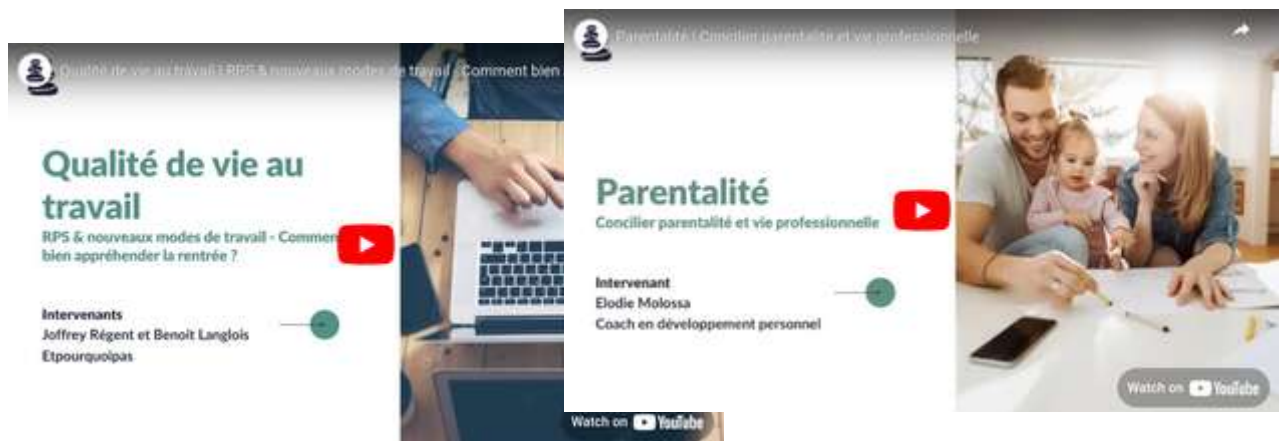 Qualité de vie au travail | RPS & nouveaux modes de travail - Comment bien
Qualité de vie au
travail
RPS & nouveaux modes de travail - Commen
bien appréhender la rentrée ?
Intervenants
Joffrey Régent et Benoit Langlois
Etpourquoipas
Watch on YouTube
Parentalité | Concilier parentalité et vie professionnelle
Parentalité
Concilier parentalité et vie professionnelle
Intervenant
Elodie Molossa
Coach en développement personnel
Watch on YouTube